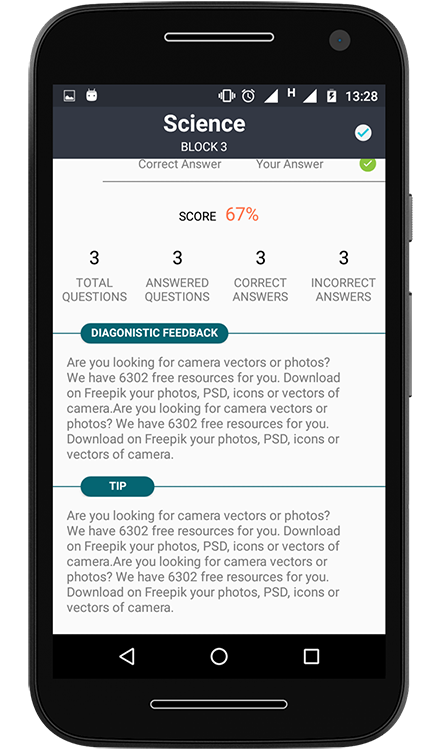 H 13:28
Science
BLOCK 3
Correct Answer Your Answer
SCORE 67%
3 3 3 3
TOTAL QUESTIONS ANSWERED QUESTIONS CORRECT ANSWERS INCORRECT ANSWERS
DIAGONISTIC FEEDBACK
Are you looking for camera vectors or photos?
We have 6302 free resources for you. Download
on Freepik your photos, PSD, icons or vectors of
camera.Are you looking for camera vectors or
photos? We have 6302 free resources for you.
Download on Freepik your photos, PSD, icons or
vectors of camera.
TIP
Are you looking for camera vectors or photos?
We have 6302 free resources for you. Download
on Freepik your photos, PSD, icons or vectors of
camera.Are you looking for camera vectors or
photos? We have 6302 free resources for you.
Download on Freepik your photos, PSD, icons or
vectors of camera.